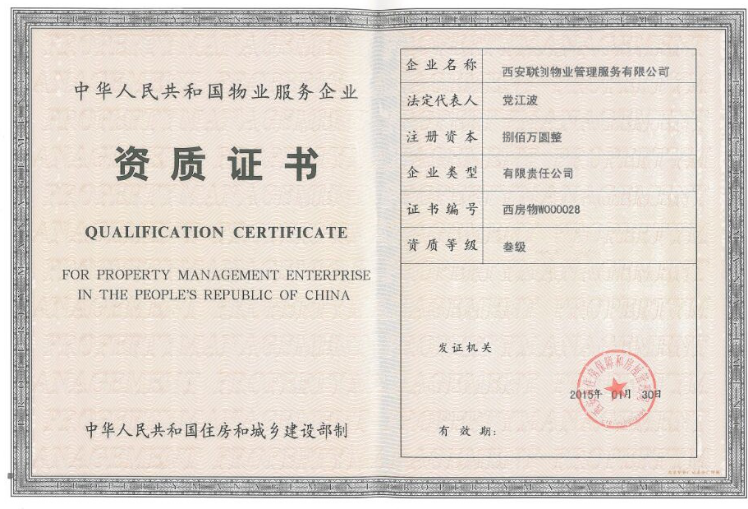 中华人民共和国物业服务企业
资质证书
QUALIFICATION CERTIFICATE
FOR PROPERTY MANAGEMENT ENTERPRISE
IN THE PEOPLE'S REPUBLIC OF CHINA
中华人民共和国住房和城乡建设部制
企业名称 西安联创物业管理服务有限公司
法定代表人 党江波
注册资本 捌佰万圆整
企业类型 有限责任公司
证书编号 西房物W000028
资质等级 叁级
发证机关
2015年 01月 30日
有效期: